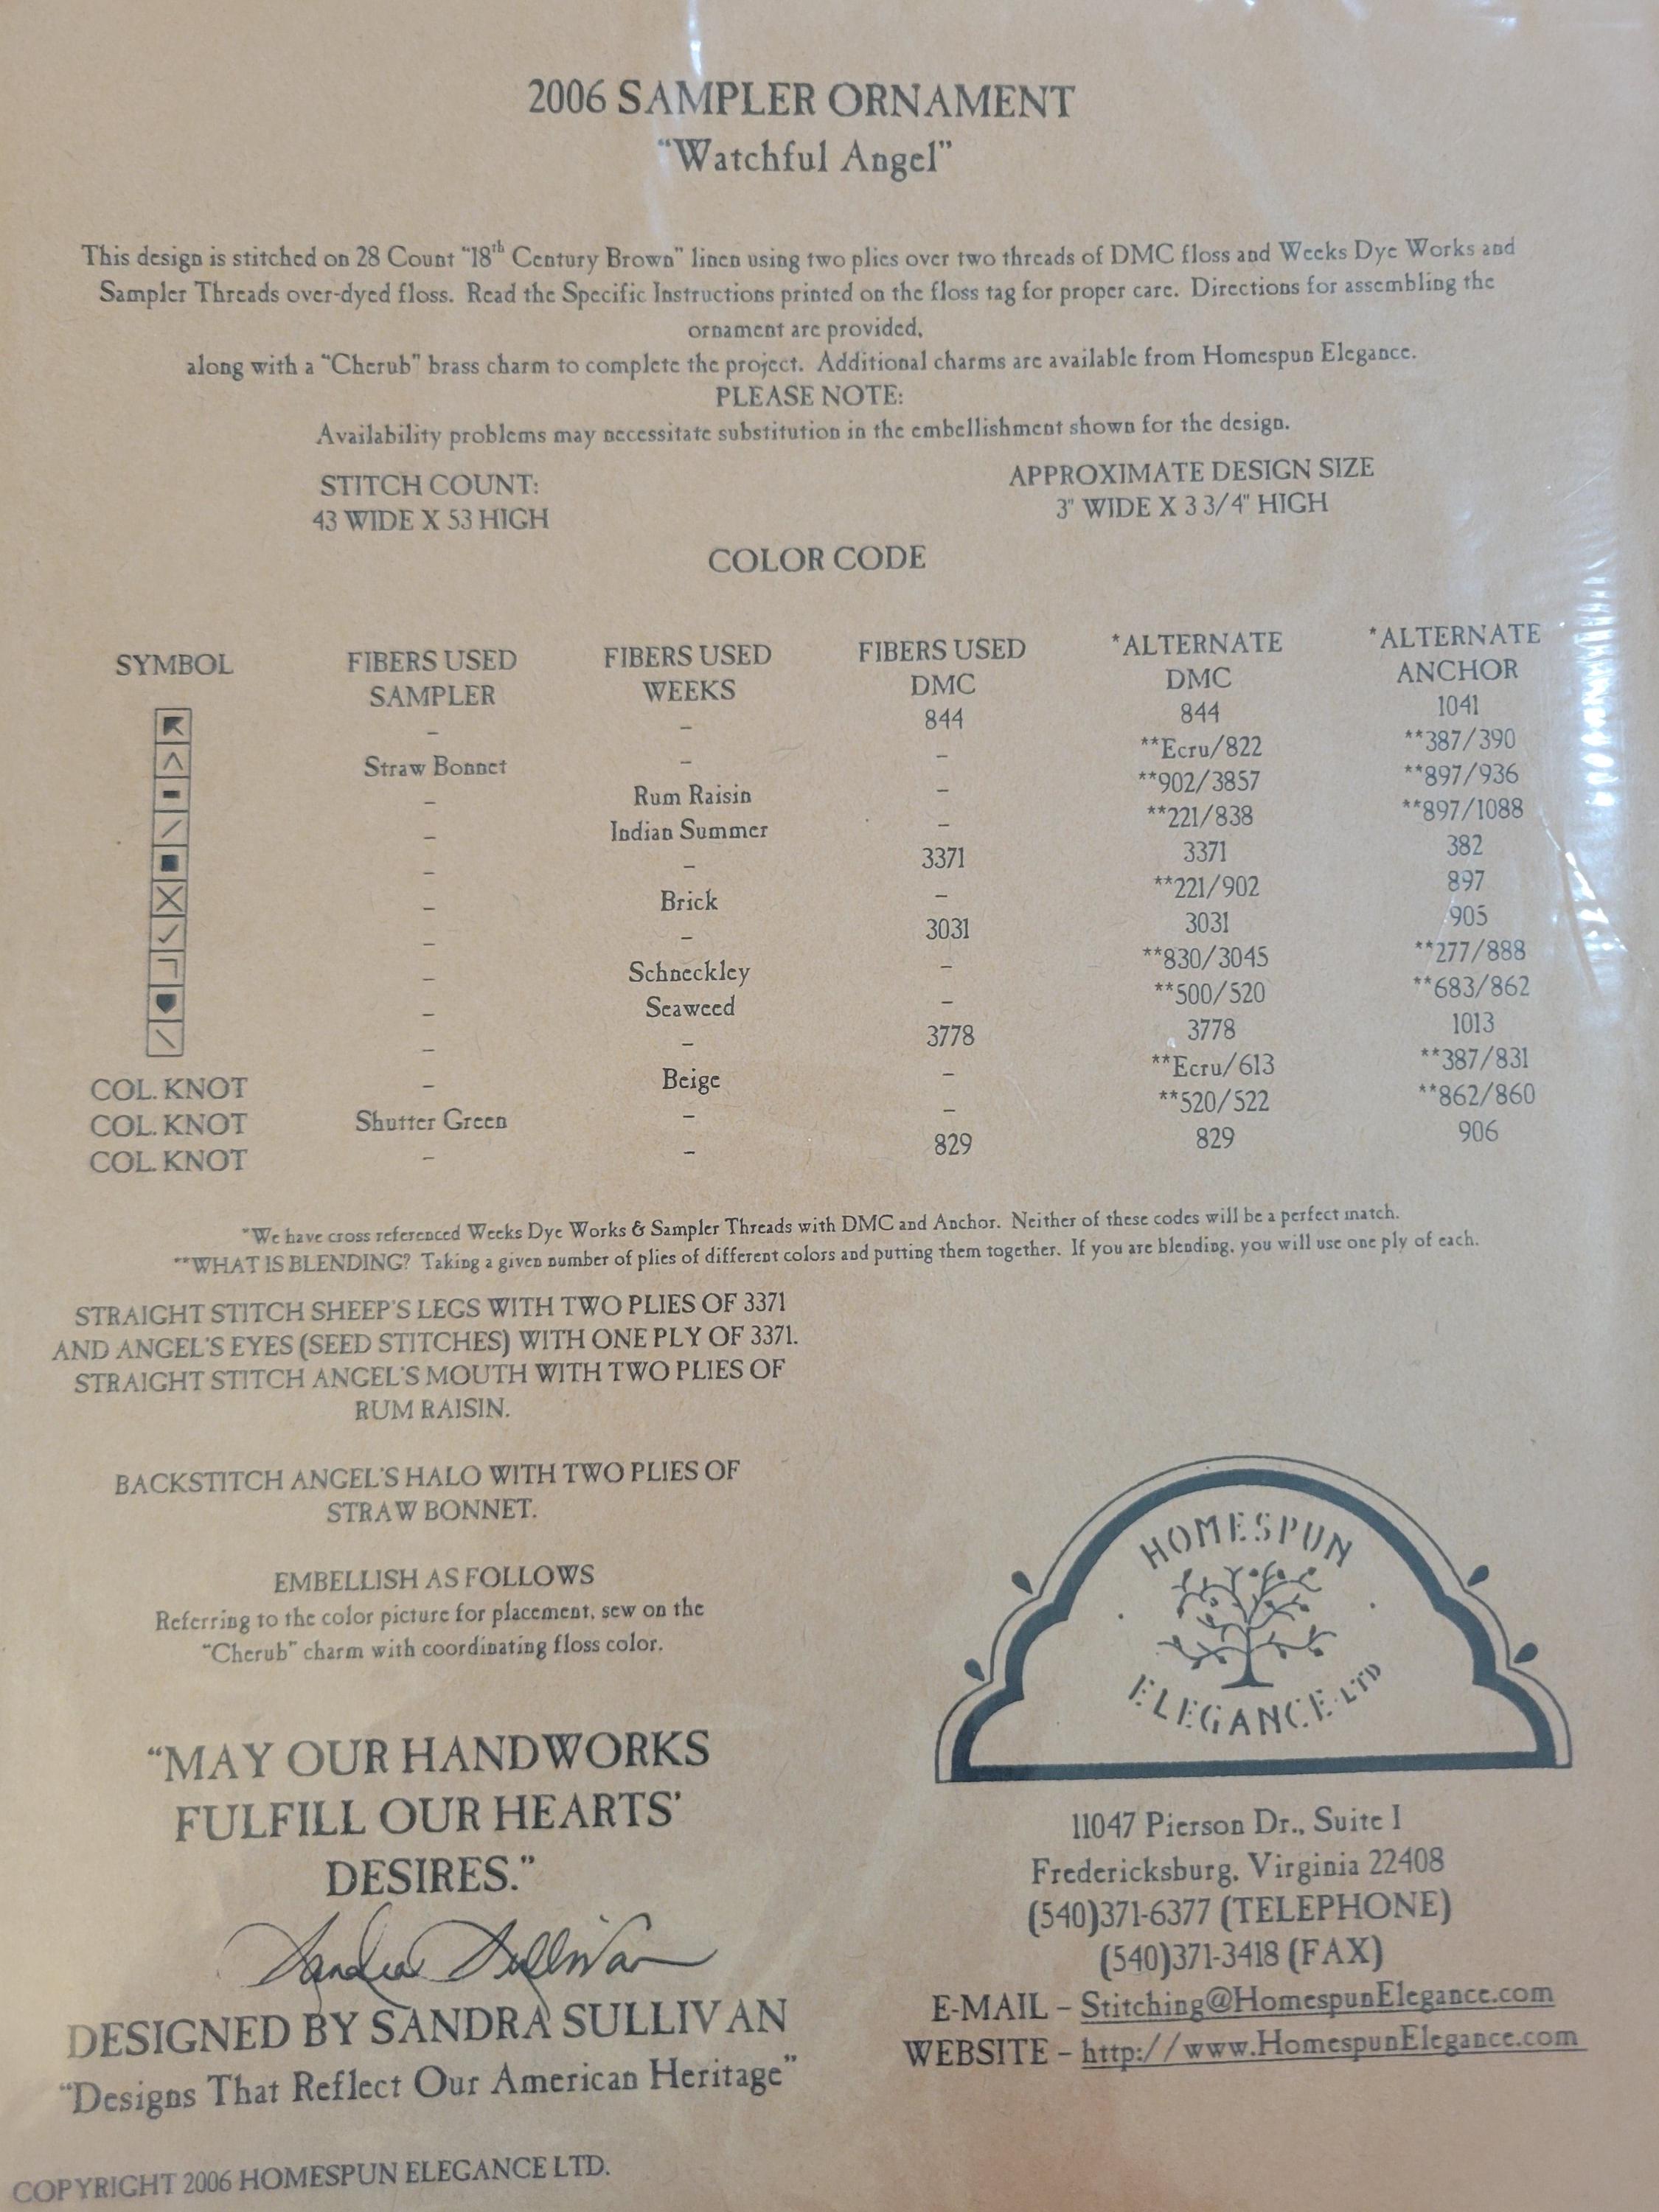 2006 SAMPLER ORNAMENT
"Watchful Angel"
This design is stitched on 28 Count "18th Century Brown" linen using two plies over two threads of DMC floss and Weeks Dye Works and
Sampler Threads over-dyed floss. Read the Specific Instructions printed on the floss tag for proper care. Directions for assembling the
ornament are provided,
along with a "Cherub" brass charm to complete the project. Additional charms are available from Homespun Elegance.
PLEASE NOTE:
Availability problems may necessitate substitution in the embellishment shown for the design.
STITCH COUNT:
43 WIDE X 53 HIGH
APPROXIMATE DESIGN SIZE
3" WIDE X 3 3/4" HIGH
COLOR CODE
SYMBOL FIBERS USED FIBERS USED FIBERS USED *ALTERNATE *ALTERNATE
SAMPLER WEEKS DMC DMC ANCHOR
– – 844 844 1041
Straw Bonnet – – **Ecru/822 **387/390
– Rum Raisin – **902/3857 **897/936
– Indian Summer – **221/838 **897/1088
– – 3371 3371 382
– Brick – **221/902 897
– – 3031 3031 905
– Schneckley – **830/3045 **277/888
– Seaweed – **500/520 **683/862
– – 3778 3778 1013
COL. KNOT – Beige – **Ecru/613 **387/831
COL. KNOT Shutter Green – – **520/522 **862/860
COL. KNOT – – 829 829 906
*We have cross referenced Weeks Dye Works & Sampler Threads with DMC and Anchor. Neither of these codes will be a perfect match.
**WHAT IS BLENDING? Taking a given number of plies of different colors and putting them together. If you are blending, you will use one ply of each.
STRAIGHT STITCH SHEEP'S LEGS WITH TWO PLIES OF 3371
AND ANGEL'S EYES (SEED STITCHES) WITH ONE PLY OF 3371.
STRAIGHT STITCH ANGEL'S MOUTH WITH TWO PLIES OF
RUM RAISIN.
BACKSTITCH ANGEL'S HALO WITH TWO PLIES OF
STRAW BONNET.
EMBELLISH AS FOLLOWS
Referring to the color picture for placement, sew on the
"Cherub" charm with coordinating floss color.
"MAY OUR HANDWORKS
FULFILL OUR HEARTS'
DESIRES."
Sandra Sullivan
DESIGNED BY SANDRA SULLIVAN
"Designs That Reflect Our American Heritage"
COPYRIGHT 2006 HOMESPUN ELEGANCE LTD.
HOMESPUN
ELEGANCE LTD
11047 Pierson Dr., Suite I
Fredericksburg, Virginia 22408
(540)371-6377 (TELEPHONE)
(540)371-3418 (FAX)
E-MAIL – Stitching@HomespunElegance.com
WEBSITE – http://www.HomespunElegance.com